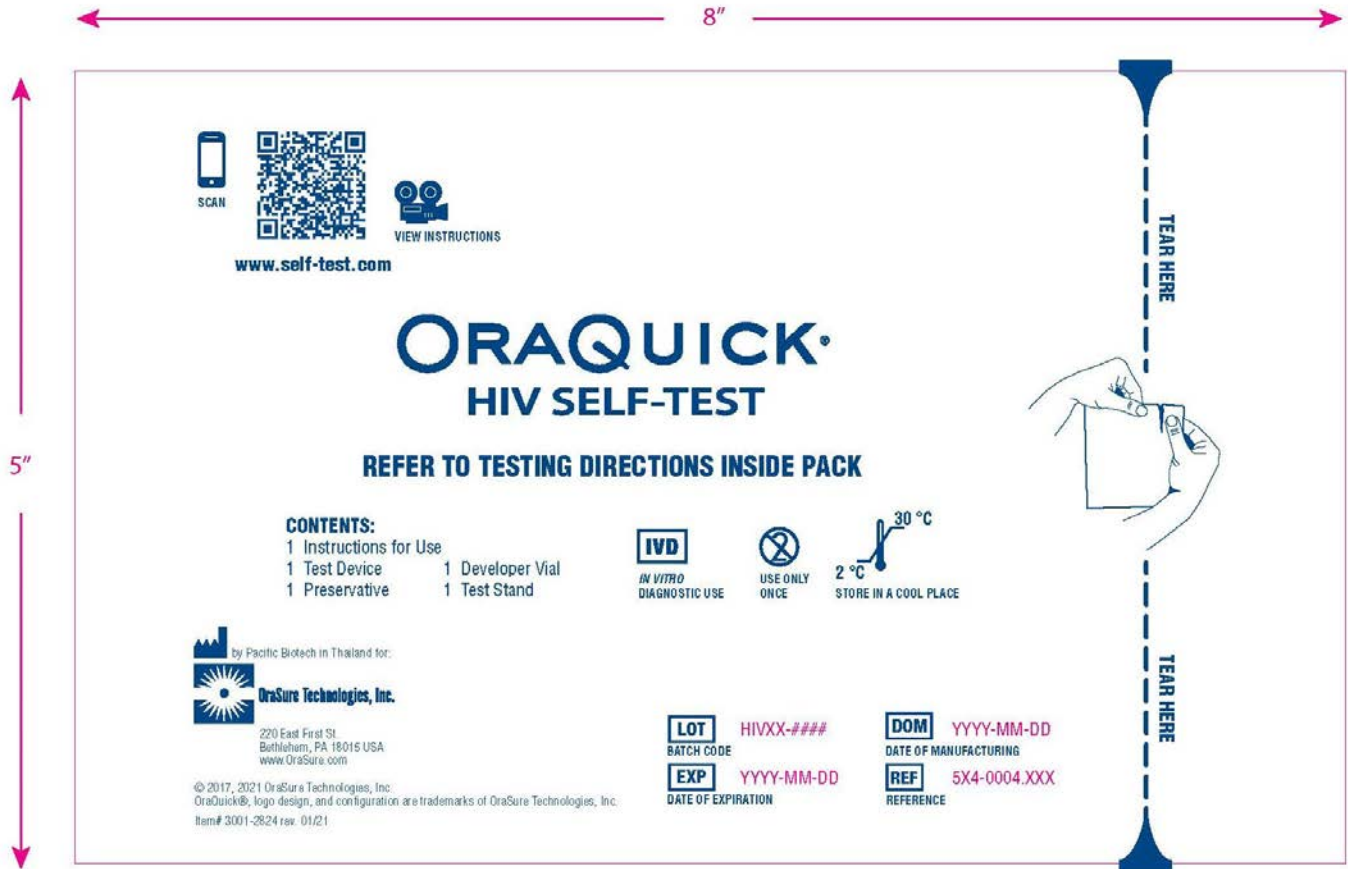 8"
5"
SCAN
VIEW INSTRUCTIONS
www.self-test.com
TEAR HERE
ORAQUICK®
HIV SELF-TEST
REFER TO TESTING DIRECTIONS INSIDE PACK
CONTENTS:
1 Instructions for Use
1 Test Device 1 Developer Vial
1 Preservative 1 Test Stand
IVD
IN VITRO
DIAGNOSTIC USE
2
USE ONLY
ONCE
30 °C
2 °C
STORE IN A COOL PLACE
by Pacific Biotech in Thailand for:
OraSure Technologies, Inc.
220 East First St.
Bethlehem, PA 18015 USA
www.OraSure.com
© 2017, 2021 OraSure Technologies, Inc.
OraQuick®, logo design, and configuration are trademarks of OraSure Technologies, Inc.
Item# 3001-2824 rev. 01/21
LOT HIVXX-####
BATCH CODE
DOM YYYY-MM-DD
DATE OF MANUFACTURING
EXP YYYY-MM-DD
DATE OF EXPIRATION
REF 5X4-0004.XXX
REFERENCE
TEAR HERE